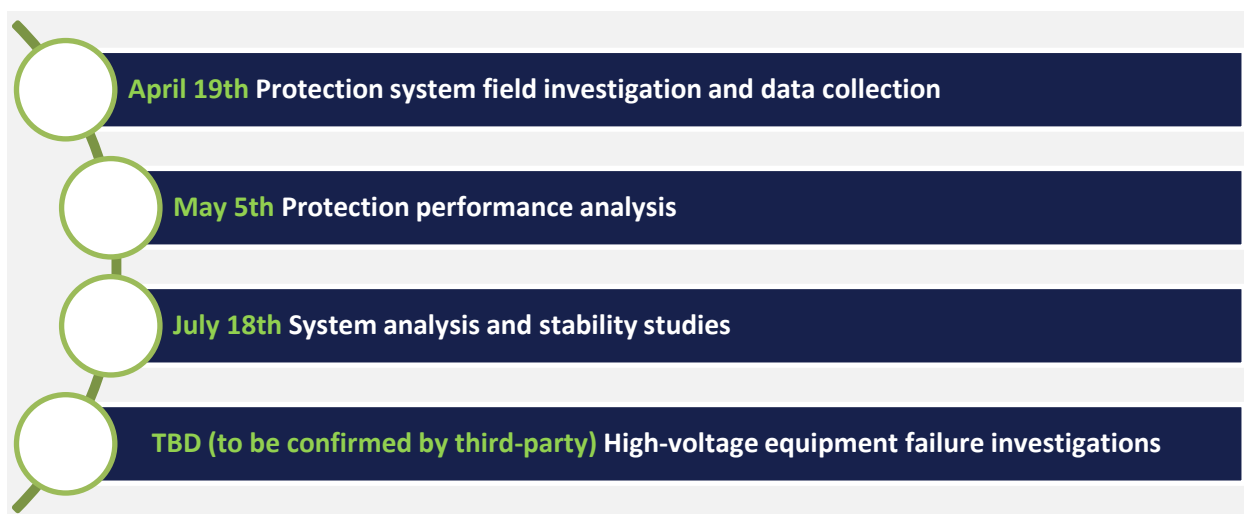 April 19th Protection system field investigation and data collection
May 5th Protection performance analysis
July 18th System analysis and stability studies
TBD (to be confirmed by third-party) High-voltage equipment failure investigations